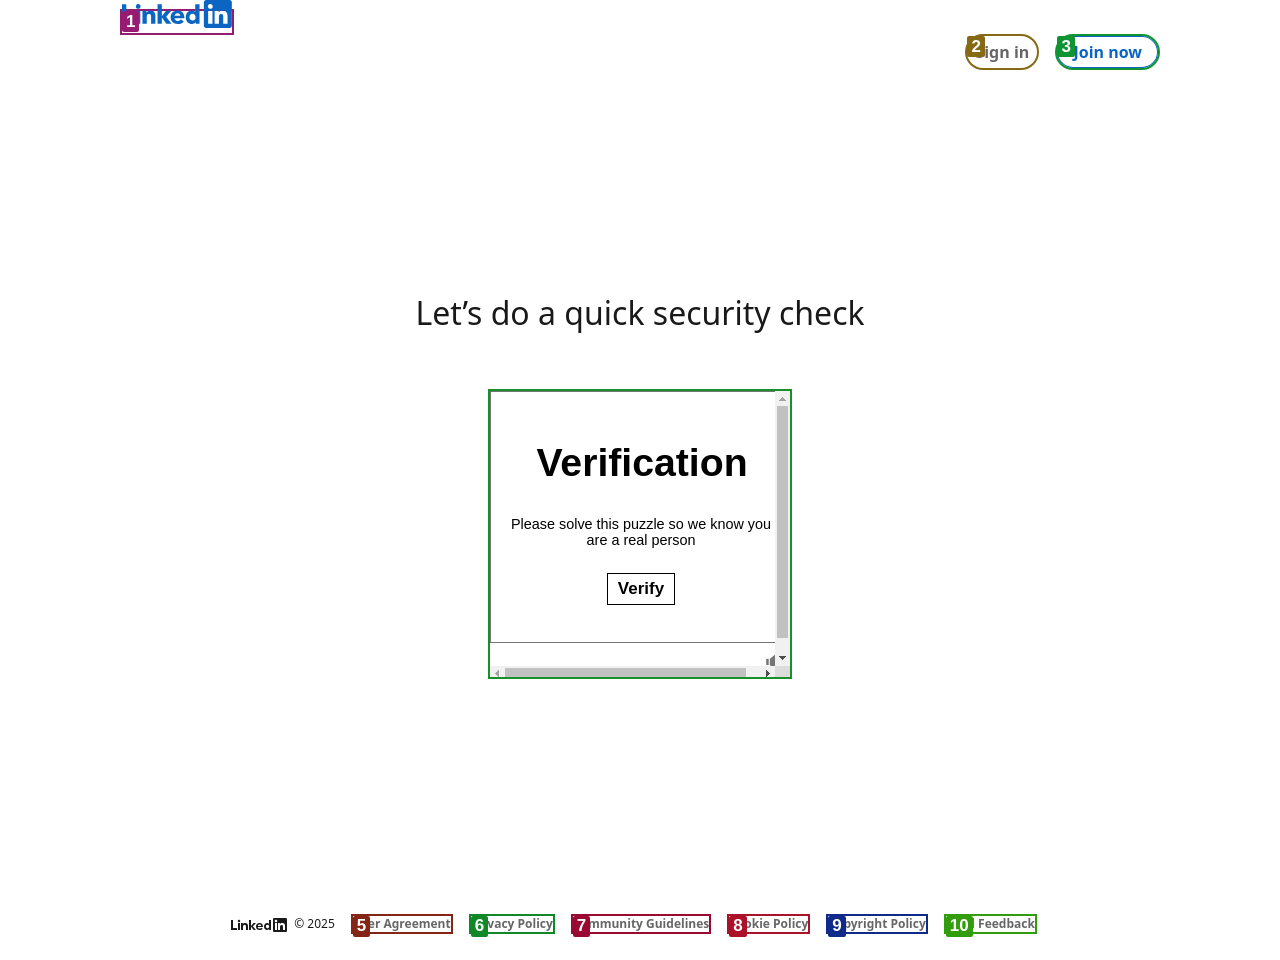 1 Linkedin
2 Sign in
3 Join now
Let’s do a quick security check
Verification
Please solve this puzzle so we know you
are a real person
Verify
Linkedin © 2025
5 er Agreement
6 vacy Policy
7 mmunity Guidelines
8 okie Policy
9 pyright Policy
10 Feedback